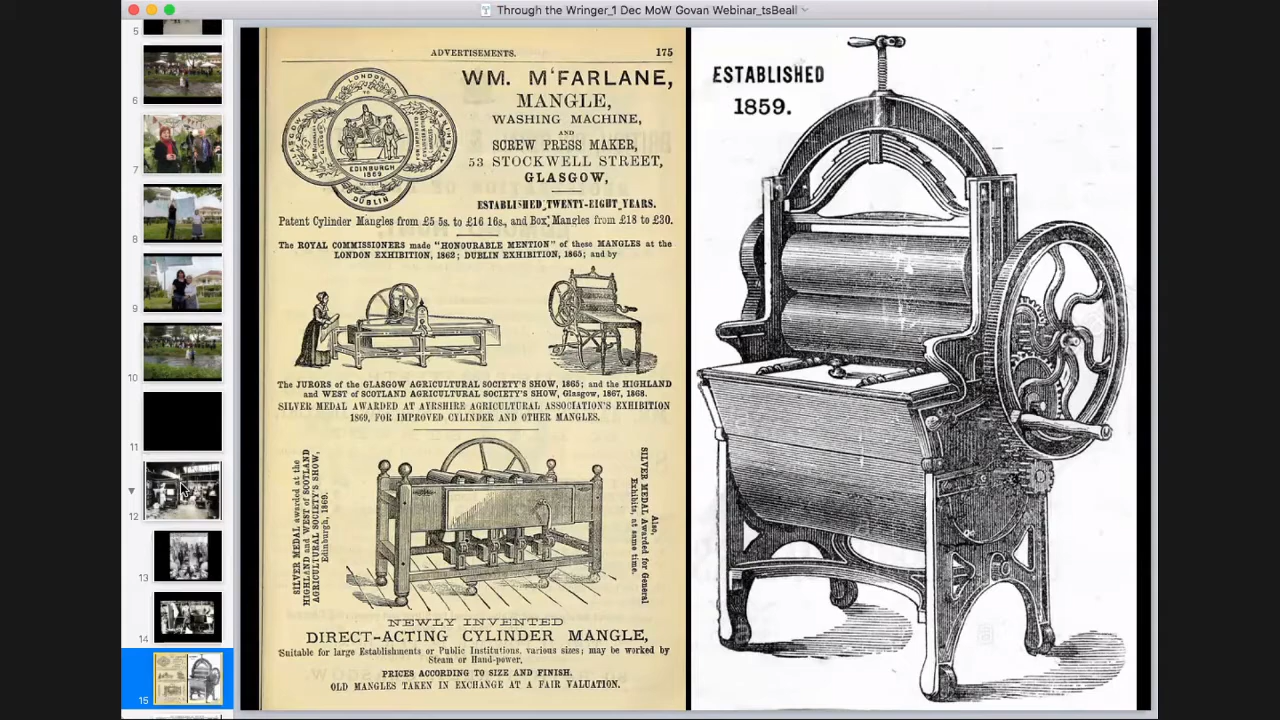 Through the Wringer_1 Dec MoW Govan Webinar_tsBeall
5
6
7
8
9
10
11
12
13
14
15
ADVERTISEMENTS. 175
LONDON
EDINBURGH
1869
DUBLIN
WM. M'FARLANE,
MANGLE,
WASHING MACHINE,
AND
SCREW PRESS MAKER,
53 STOCKWELL STREET,
GLASGOW,
ESTABLISHED TWENTY-EIGHT YEARS.
Patent Cylinder Mangles from £5 5s. to £16 16s., and Box Mangles from £18 to £30.
The ROYAL COMMISSIONERS made "HONOURABLE MENTION" of these MANGLES at the
LONDON EXHIBITION, 1862; DUBLIN EXHIBITION, 1865; and by
The JURORS of the GLASGOW AGRICULTURAL SOCIETY'S SHOW, 1865; and the HIGHLAND
and WEST of SCOTLAND AGRICULTURAL SOCIETY'S SHOW, Glasgow, 1867, 1868.
SILVER MEDAL AWARDED AT AYRSHIRE AGRICULTURAL ASSOCIATION'S EXHIBITION
1869, FOR IMPROVED CYLINDER AND OTHER MANGLES.
SILVER MEDAL awarded at the
HIGHLAND and WEST of SCOTLAND
AGRICULTURAL SOCIETY'S SHOW,
Edinburgh, 1869.
Also,
SILVER MEDAL Awarded for General
Exhibits, at same time.
NEWLY INVENTED
DIRECT-ACTING CYLINDER MANGLE,
Suitable for large Establishments or Public Institutions, various sizes; may be worked by
Steam or Hand-power.
PRICES ACCORDING TO SIZE AND FINISH.
OLD MANGLES TAKEN IN EXCHANGE AT A FAIR VALUATION.
ESTABLISHED
1859.